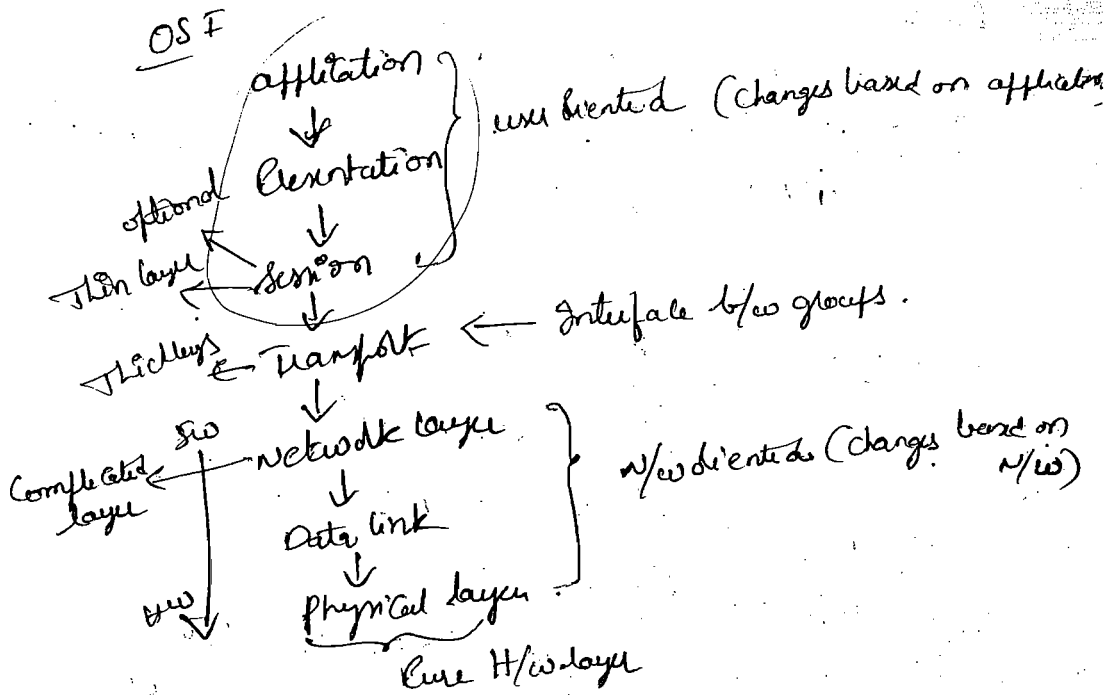 OSI
application
user oriented (changes based on application
Presentation
optional
Session
Thin layer
Transport
Interface b/w groups.
Thick layer
S/W
Network layer
Complicated layer
N/w oriented (changes based on N/w)
Data link
H/W
Physical layer
Pure H/w layer